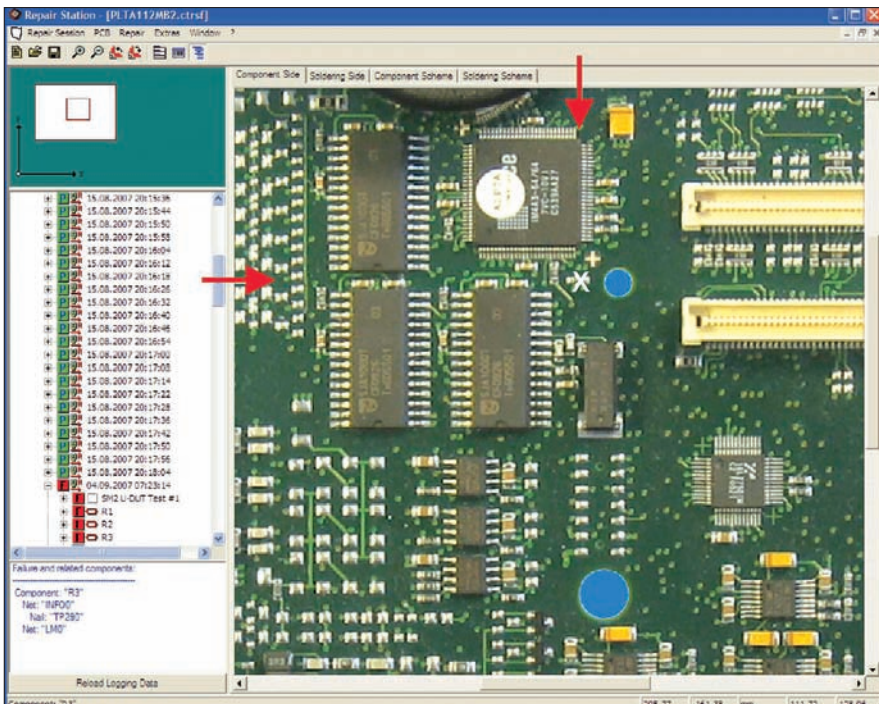 Repair Station - [PLTA112MB2.ctrsf]
Repair Session PCB Repair Extras Window ?
Component Side Soldering Side Component Scheme Soldering Scheme
15.08.2007 20:15:36
15.08.2007 20:15:44
15.08.2007 20:15:50
15.08.2007 20:15:58
15.08.2007 20:16:04
15.08.2007 20:16:12
15.08.2007 20:16:18
15.08.2007 20:16:26
15.08.2007 20:16:32
15.08.2007 20:16:40
15.08.2007 20:16:46
15.08.2007 20:16:54
15.08.2007 20:17:00
15.08.2007 20:17:08
15.08.2007 20:17:14
15.08.2007 20:17:22
15.08.2007 20:17:28
15.08.2007 20:17:36
15.08.2007 20:17:42
15.08.2007 20:17:50
15.08.2007 20:17:56
15.08.2007 20:18:04
04.09.2007 07:23:14
SM2 U-DUT Test #1
R1
R2
R3
Failure and related components:
Component: "R3"
Net: "INFO0"
Nail: "TP280"
Net: "LM0"
Reload Logging Data
SJA1000T
SJA1000T
SJA1000T